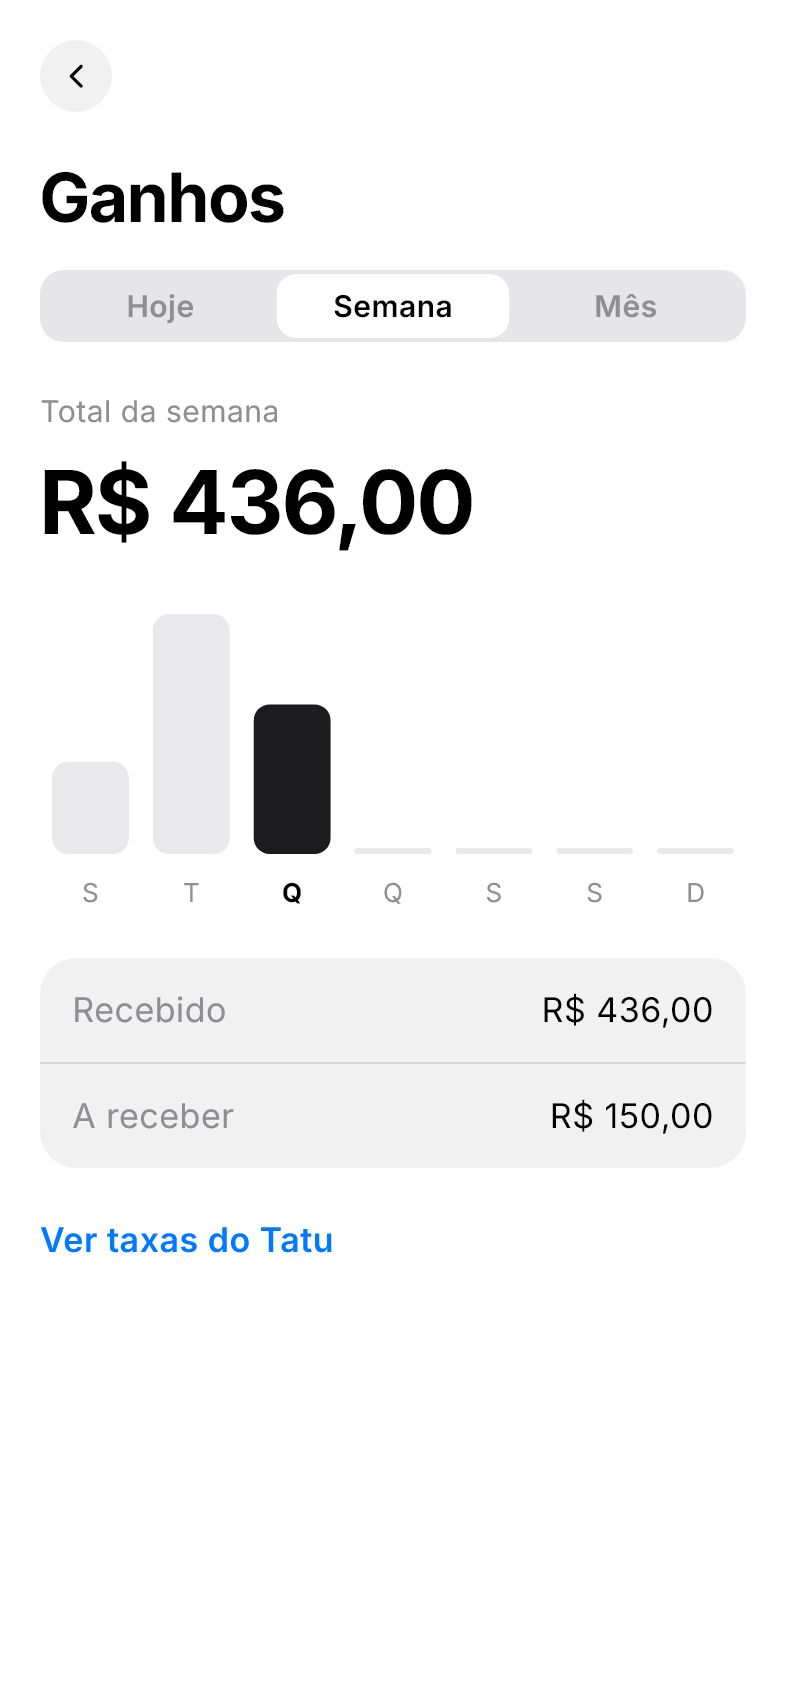 Ganhos
Hoje Semana Mês
Total da semana
R$ 436,00
S T Q Q S S D
Recebido R$ 436,00
A receber R$ 150,00
Ver taxas do Tatu